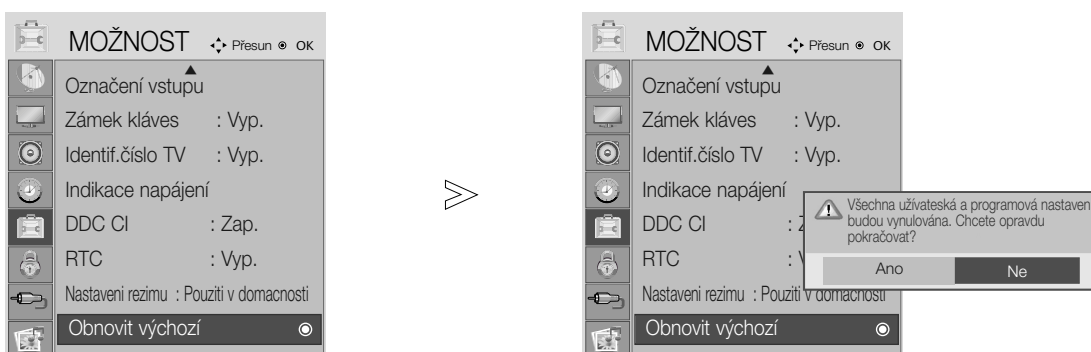 MOŽNOST Přesun OK
Označení vstupu
Zámek kláves : Vyp.
Identif.číslo TV : Vyp.
Indikace napájení
DDC CI : Zap.
RTC : Vyp.
Nastaveni rezimu : Pouziti v domacnosti
Obnovit výchozí
MOŽNOST Přesun OK
Označení vstupu
Zámek kláves : Vyp.
Identif.číslo TV : Vyp.
Indikace napájení
DDC CI : Z
RTC : V
Nastaveni rezimu : Pouziti v domacnosti
Obnovit výchozí
Všechna užívateská a programová nastaven
budou vynulována. Chcete opravdu
pokračovat?
Ano Ne